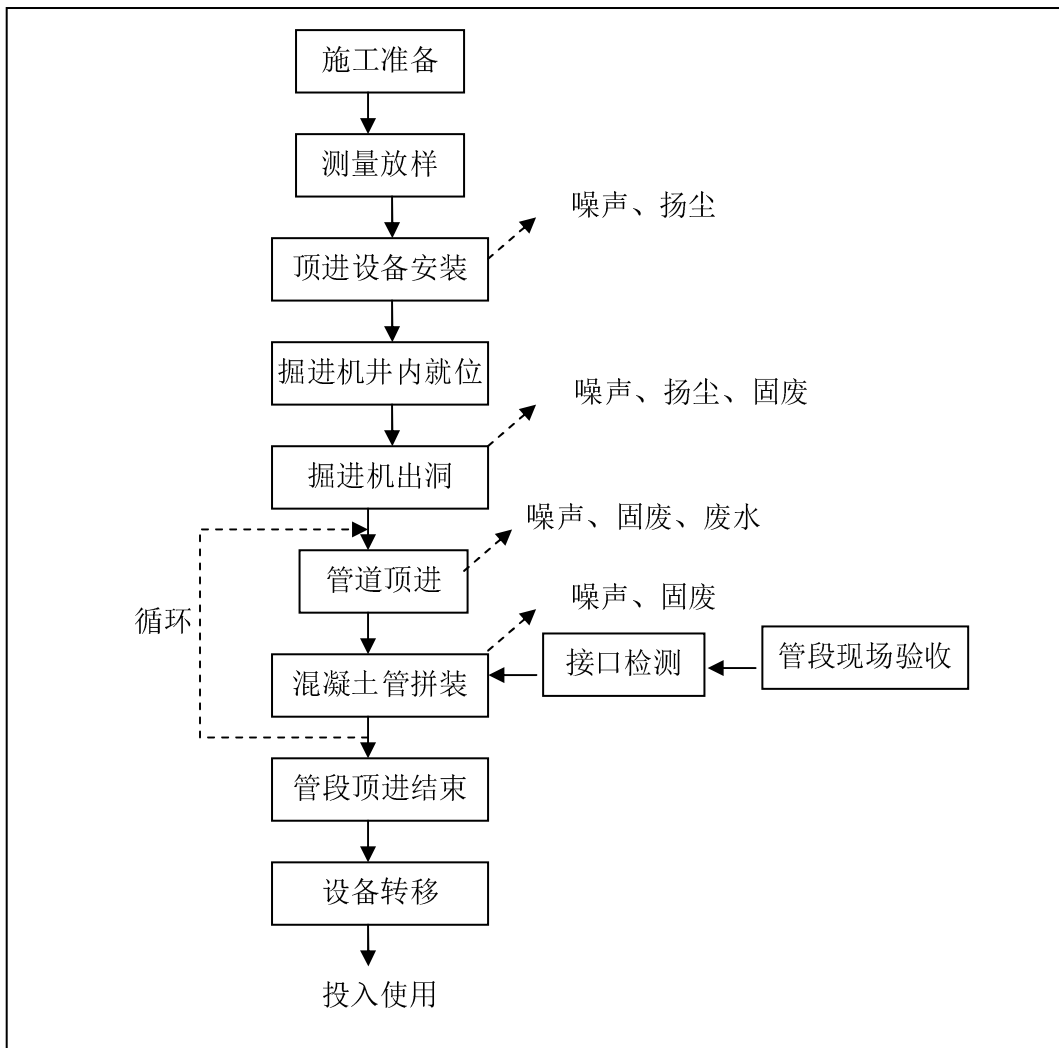 施工准备
测量放样
噪声、扬尘
顶进设备安装
掘进机井内就位
噪声、扬尘、固废
掘进机出洞
噪声、固废、废水
管道顶进
噪声、固废
循环
混凝土管拼装
接口检测
管段现场验收
管段顶进结束
设备转移
投入使用